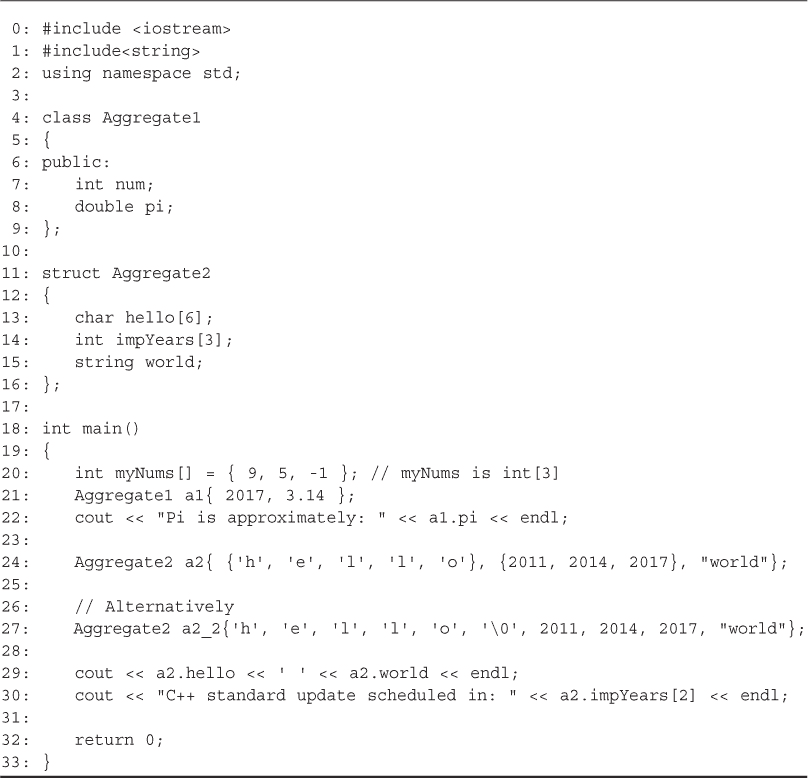 0: #include <iostream>
1: #include<string>
2: using namespace std;
3:
4: class Aggregate1
5: {
6: public:
7:    int num;
8:    double pi;
9: };
10:
11: struct Aggregate2
12: {
13:    char hello[6];
14:    int impYears[3];
15:    string world;
16: };
17:
18: int main()
19: {
20:    int myNums[] = { 9, 5, -1 }; // myNums is int[3]
21:    Aggregate1 a1{ 2017, 3.14 };
22:    cout << "Pi is approximately: " << a1.pi << endl;
23:
24:    Aggregate2 a2{ {'h', 'e', 'l', 'l', 'o'}, {2011, 2014, 2017}, "world"};
25:
26:    // Alternatively
27:    Aggregate2 a2_2{'h', 'e', 'l', 'l', 'o', '\0', 2011, 2014, 2017, "world"};
28:
29:    cout << a2.hello << ' ' << a2.world << endl;
30:    cout << "C++ standard update scheduled in: " << a2.impYears[2] << endl;
31:
32:    return 0;
33: }